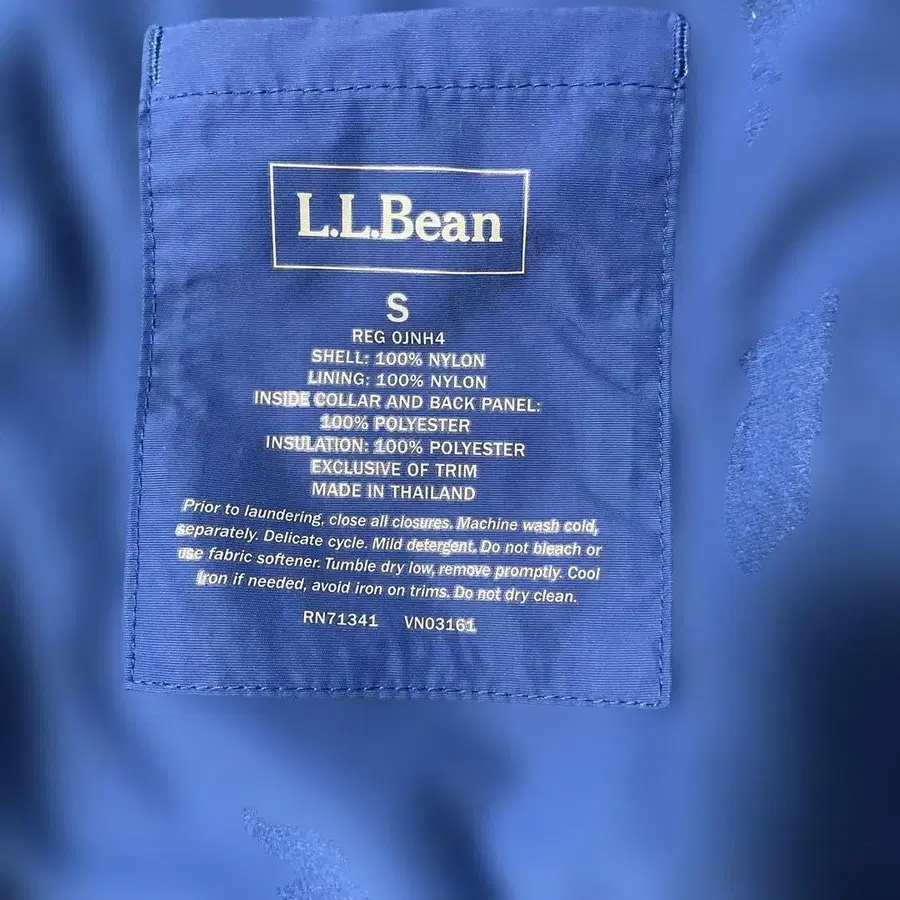 L.L.Bean
S
REG 0JNH4
SHELL: 100% NYLON
LINING: 100% NYLON
INSIDE COLLAR AND BACK PANEL:
100% POLYESTER
INSULATION: 100% POLYESTER
EXCLUSIVE OF TRIM
MADE IN THAILAND
Prior to laundering, close all closures. Machine wash cold,
separately. Delicate cycle. Mild detergent. Do not bleach or
use fabric softener. Tumble dry low, remove promptly. Cool
iron if needed, avoid iron on trims. Do not dry clean.
RN71341 VN03161